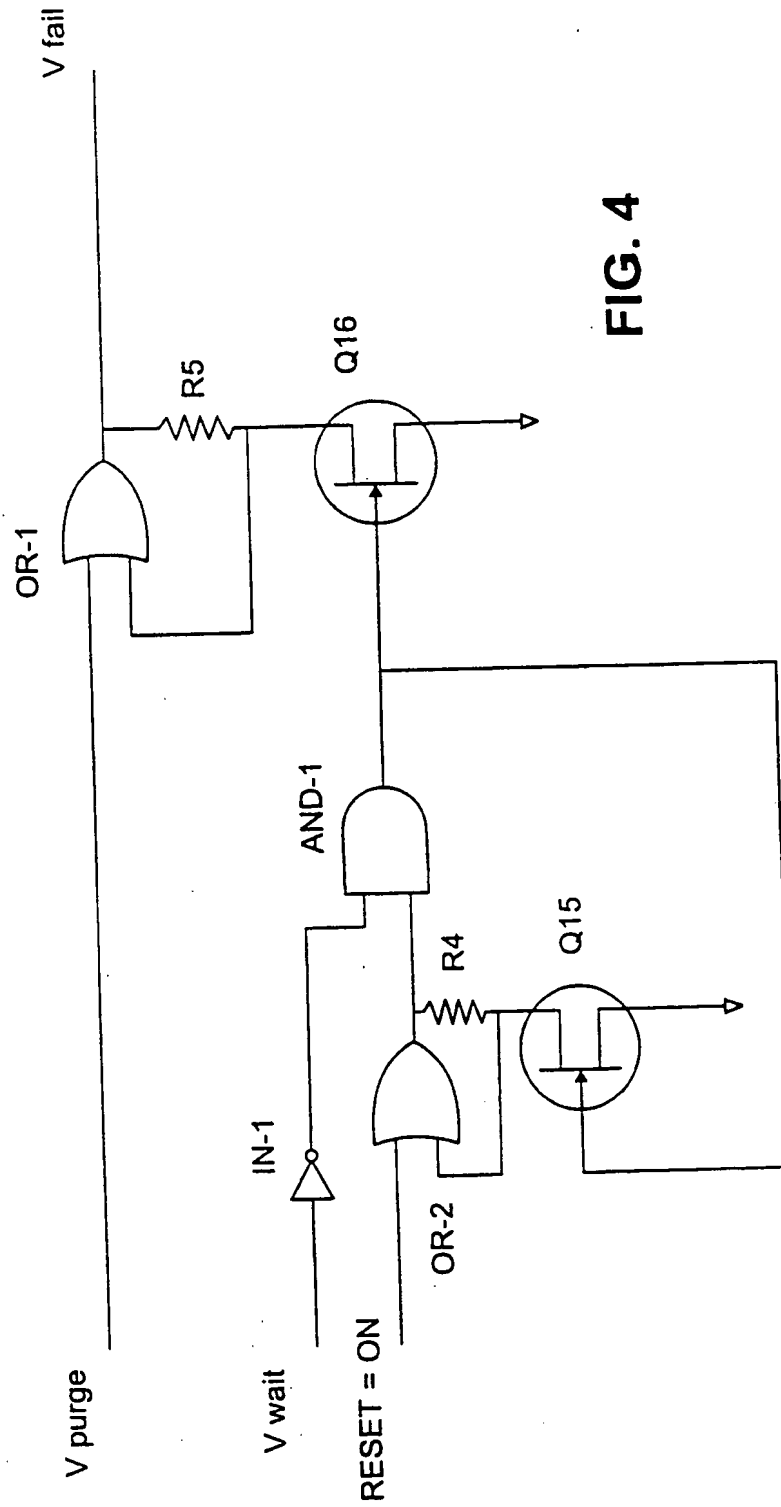 V purge
V fail
OR-1
R5
Q16
V wait
IN-1
AND-1
RESET = ON
OR-2
R4
Q15
FIG. 4